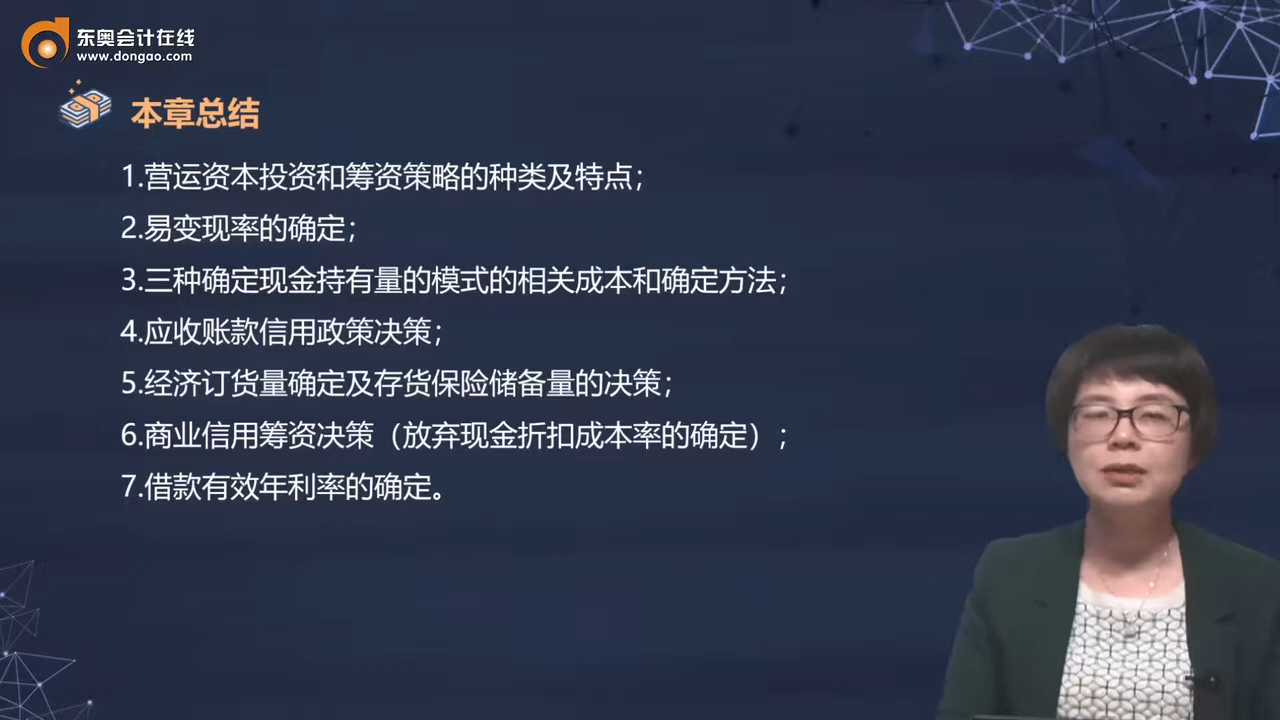 东奥会计在线
www.dongao.com
本章总结
1.营运资本投资和筹资策略的种类及特点；
2.易变现率的确定；
3.三种确定现金持有量的模式的相关成本和确定方法；
4.应收账款信用政策决策；
5.经济订货量确定及存货保险储备量的决策；
6.商业信用筹资决策（放弃现金折扣成本率的确定）；
7.借款有效年利率的确定。